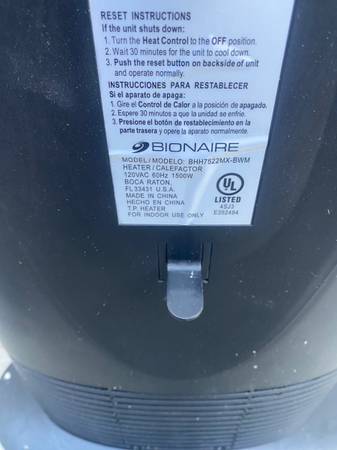 RESET INSTRUCTIONS
If the unit shuts down:
1. Turn the Heat Control to the OFF position.
2. Wait 30 minutes for the unit to cool down.
3. Push the reset button on backside of unit
and operate normally.
INSTRUCCIONES PARA RESTABLECER
Si el aparato de apaga:
1. Gire el Control de Calor a la posición de apagado.
2. Espere 30 minutos a que la unidad se enfríe.
3. Presione el botón de restablecimiento en la
parte trasera y opere la aparato normalmente.
BIONAIRE
MODEL/MODELO: BHH7522MX-BWM
HEATER/CALEFACTOR
120VAC 60Hz 1500W
BOCA RATON,
FL 33431 U.S.A.
MADE IN CHINA
HECHO EN CHINA
T.P. HEATER
FOR INDOOR USE ONLY
UL
LISTED
4SJ3
E392494